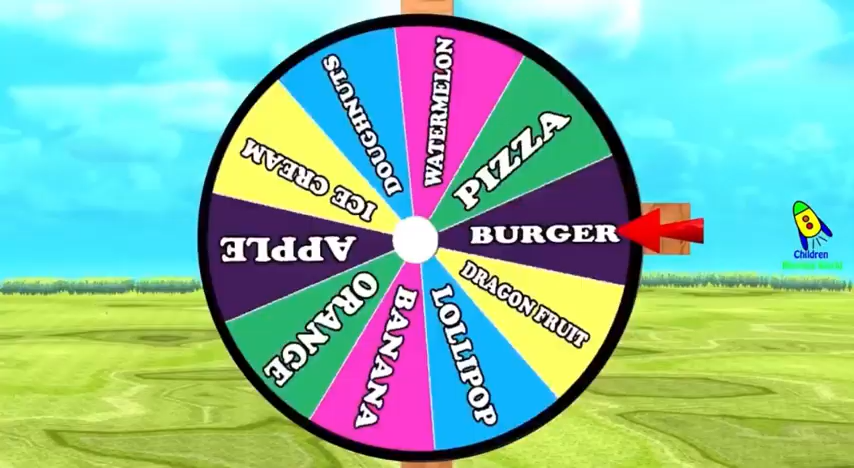 WATERMELON
PIZZA
BURGER
DRAGON FRUIT
LOLLIPOP
BANANA
ORANGE
APPLE
ICE CREAM
DOUGHNUTS
Children